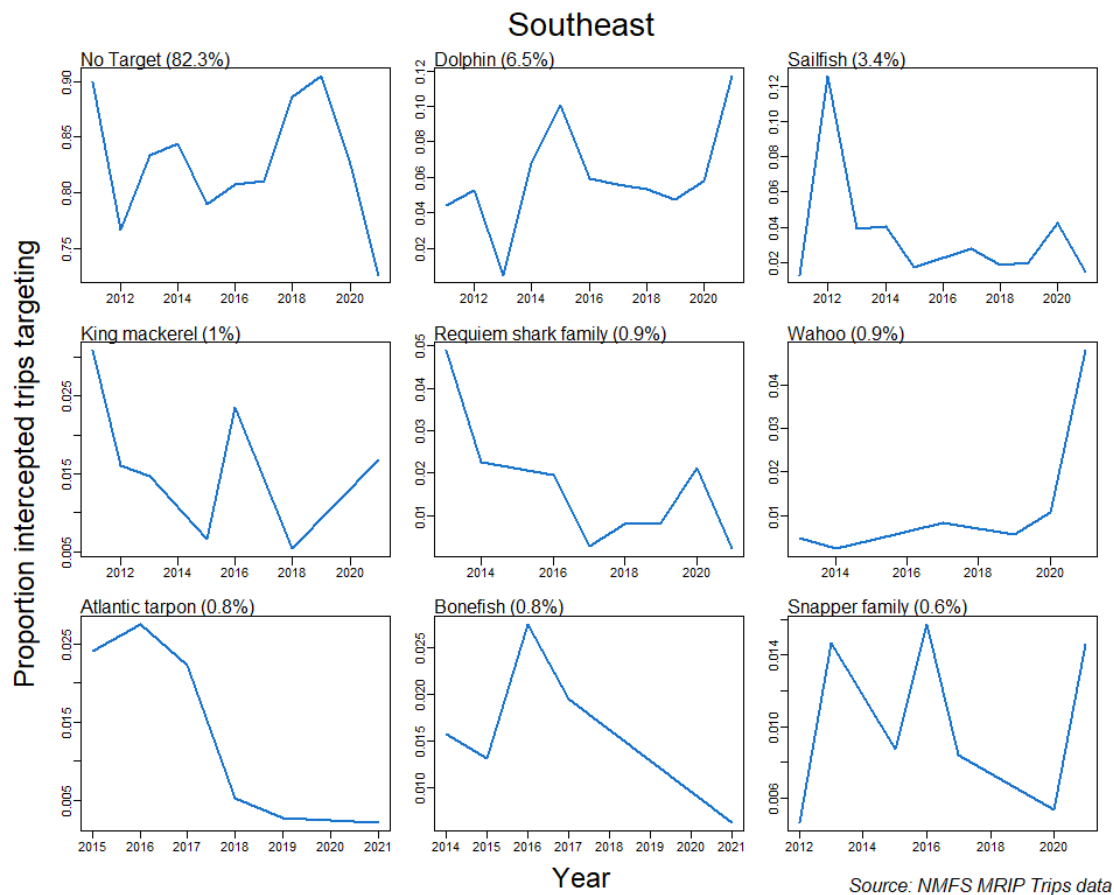 Southeast
No Target (82.3%) Dolphin (6.5%) Sailfish (3.4%)
0.90 0.85 0.80 0.75
0.12 0.10 0.08 0.06 0.04 0.02
0.12 0.10 0.08 0.06 0.04 0.02
2012 2014 2016 2018 2020 2012 2014 2016 2018 2020 2012 2014 2016 2018 2020
King mackerel (1%) Requiem shark family (0.9%) Wahoo (0.9%)
0.025 0.015 0.005
0.05 0.04 0.03 0.02 0.01
0.04 0.03 0.02 0.01
2012 2014 2016 2018 2020 2014 2016 2018 2020 2014 2016 2018 2020
Atlantic tarpon (0.8%) Bonefish (0.8%) Snapper family (0.6%)
0.025 0.015 0.005
0.025 0.020 0.015 0.010
0.014 0.010 0.006
2015 2016 2017 2018 2019 2020 2021 2014 2015 2016 2017 2018 2019 2020 2021 2012 2014 2016 2018 2020
Proportion intercepted trips targeting
Year
Source: NMFS MRIP Trips data